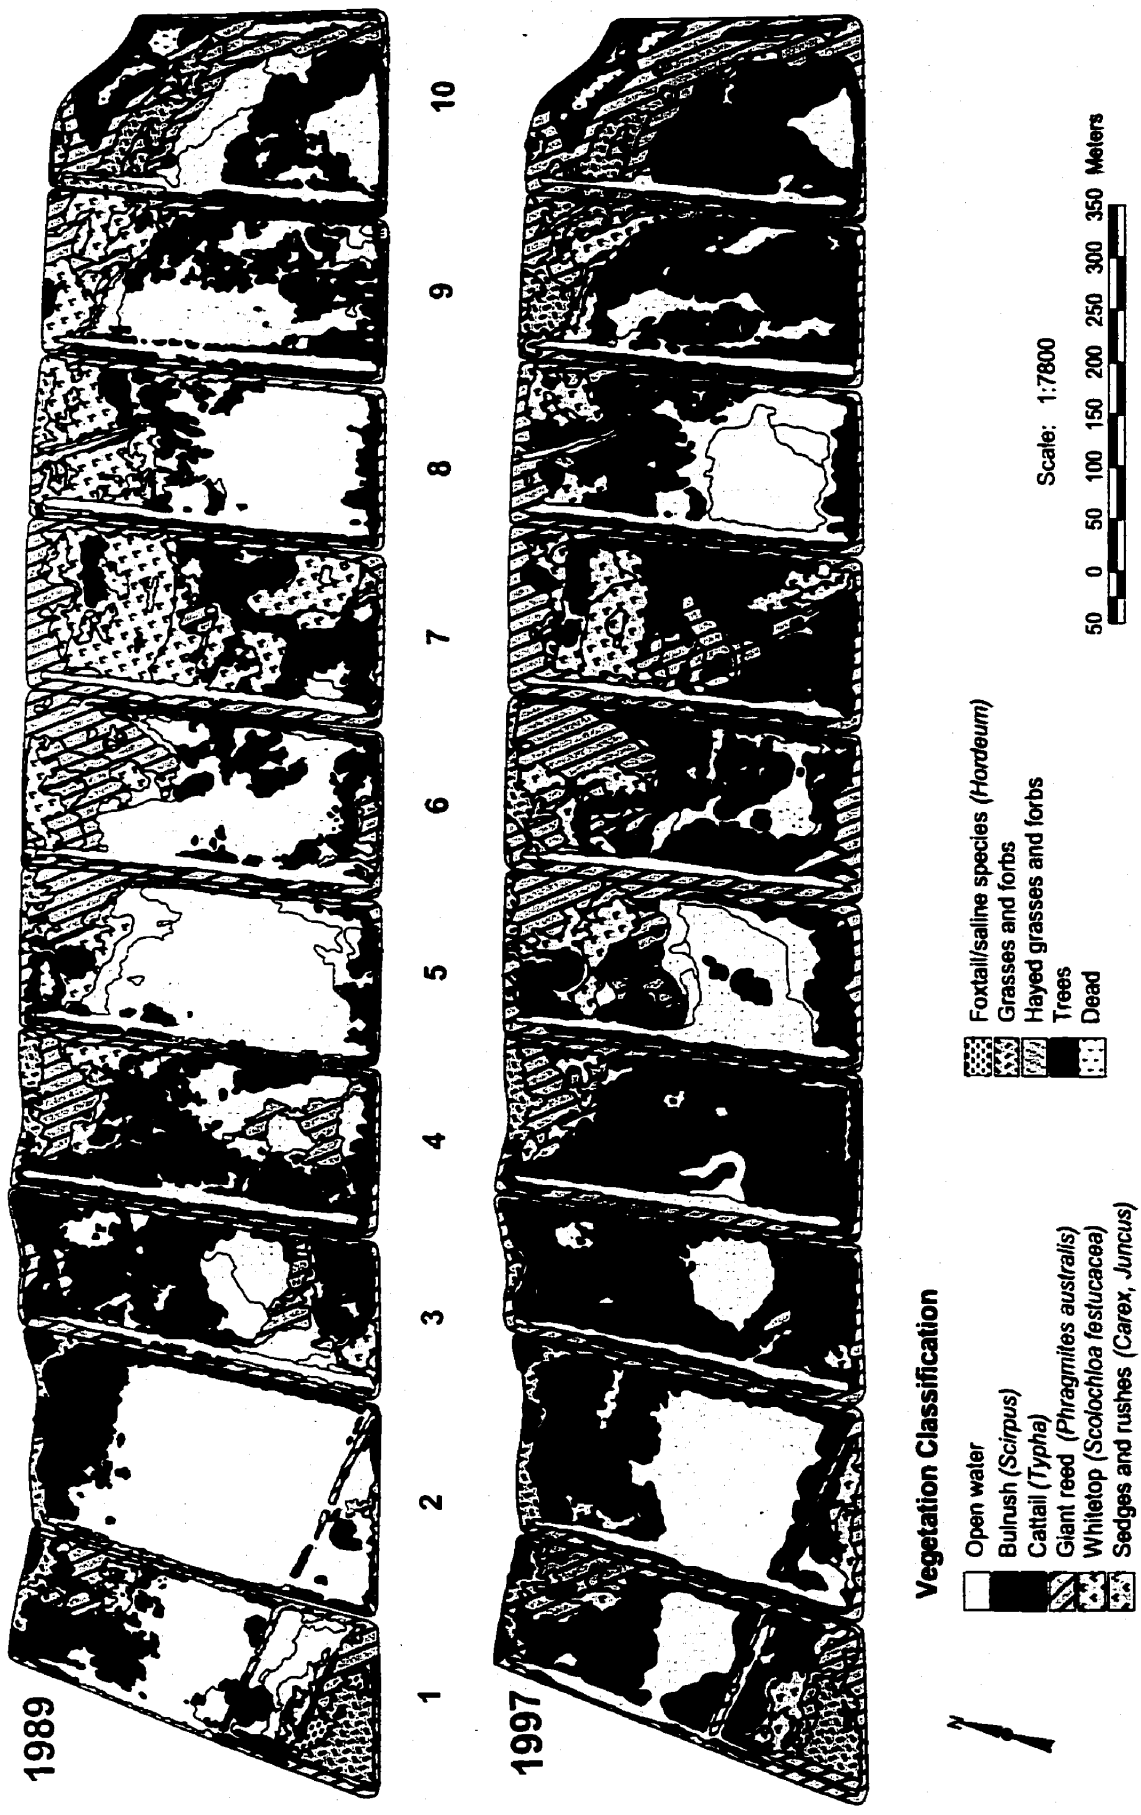 1989
1 2 3 4 5 6 7 8 9 10
1997
Vegetation Classification
Open water
Bulrush (Scirpus)
Cattail (Typha)
Giant reed (Phragmites australis)
Whitetop (Scolochloa festucacea)
Sedges and rushes (Carex, Juncus)
Foxtail/saline species (Hordeum)
Grasses and forbs
Hayed grasses and forbs
Trees
Dead
Scale: 1:7800
50 0 50 100 150 200 250 300 350 Meters
N